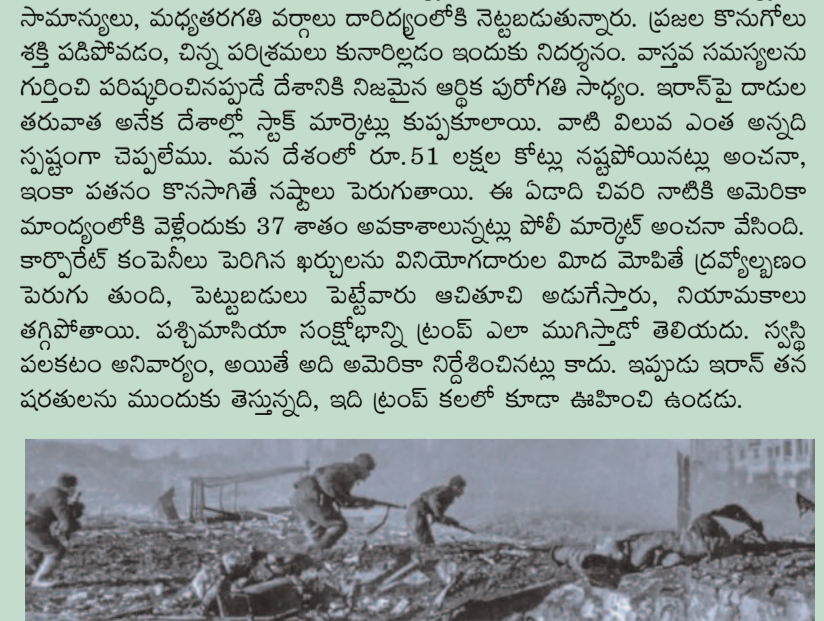 సామాన్యులు, మధ్యతరగతి వర్గాలు దారిద్య్రంలోకి నెట్టబడుతున్నారు. ప్రజల కొనుగోలు
శక్తి పడిపోవడం, చిన్న పరిశ్రమలు కునారిల్లడం ఇందుకు నిదర్శనం. వాస్తవ సమస్యలను
గుర్తించి పరిష్కరించినప్పుడే దేశానికి నిజమైన ఆర్థిక పురోగతి సాధ్యం. ఇరాన్‌పై దాడుల
తరువాత అనేక దేశాల్లో స్టాక్ మార్కెట్లు కుప్పకూలాయి. వాటి విలువ ఎంత అన్నది
స్పష్టంగా చెప్పలేము. మన దేశంలో రూ.51 లక్షల కోట్లు నష్టపోయినట్లు అంచనా,
ఇంకా పతనం కొనసాగితే నష్టాలు పెరుగుతాయి. ఈ ఏడాది చివరి నాటికి అమెరికా
మాంద్యంలోకి వెళ్లేందుకు 37 శాతం అవకాశాలున్నట్లు పోలీ మార్కెట్ అంచనా వేసింది.
కార్పొరేట్ కంపెనీలు పెరిగిన ఖర్చులను వినియోగదారుల మీద మోపితే ద్రవ్యోల్బణం
పెరుగు తుంది, పెట్టుబడులు పెట్టేవారు ఆచితూచి అడుగేస్తారు, నియామకాలు
తగ్గిపోతాయి. పశ్చిమాసియా సంక్షోభాన్ని ట్రంప్ ఎలా ముగిస్తాడో తెలియదు. స్వస్థి
పలకటం అనివార్యం, అయితే అది అమెరికా నిర్దేశించినట్లు కాదు. ఇప్పుడు ఇరాన్ తన
షరతులను ముందుకు తెస్తున్నది, ఇది ట్రంప్ కలలో కూడా ఊహించి ఉండడు.